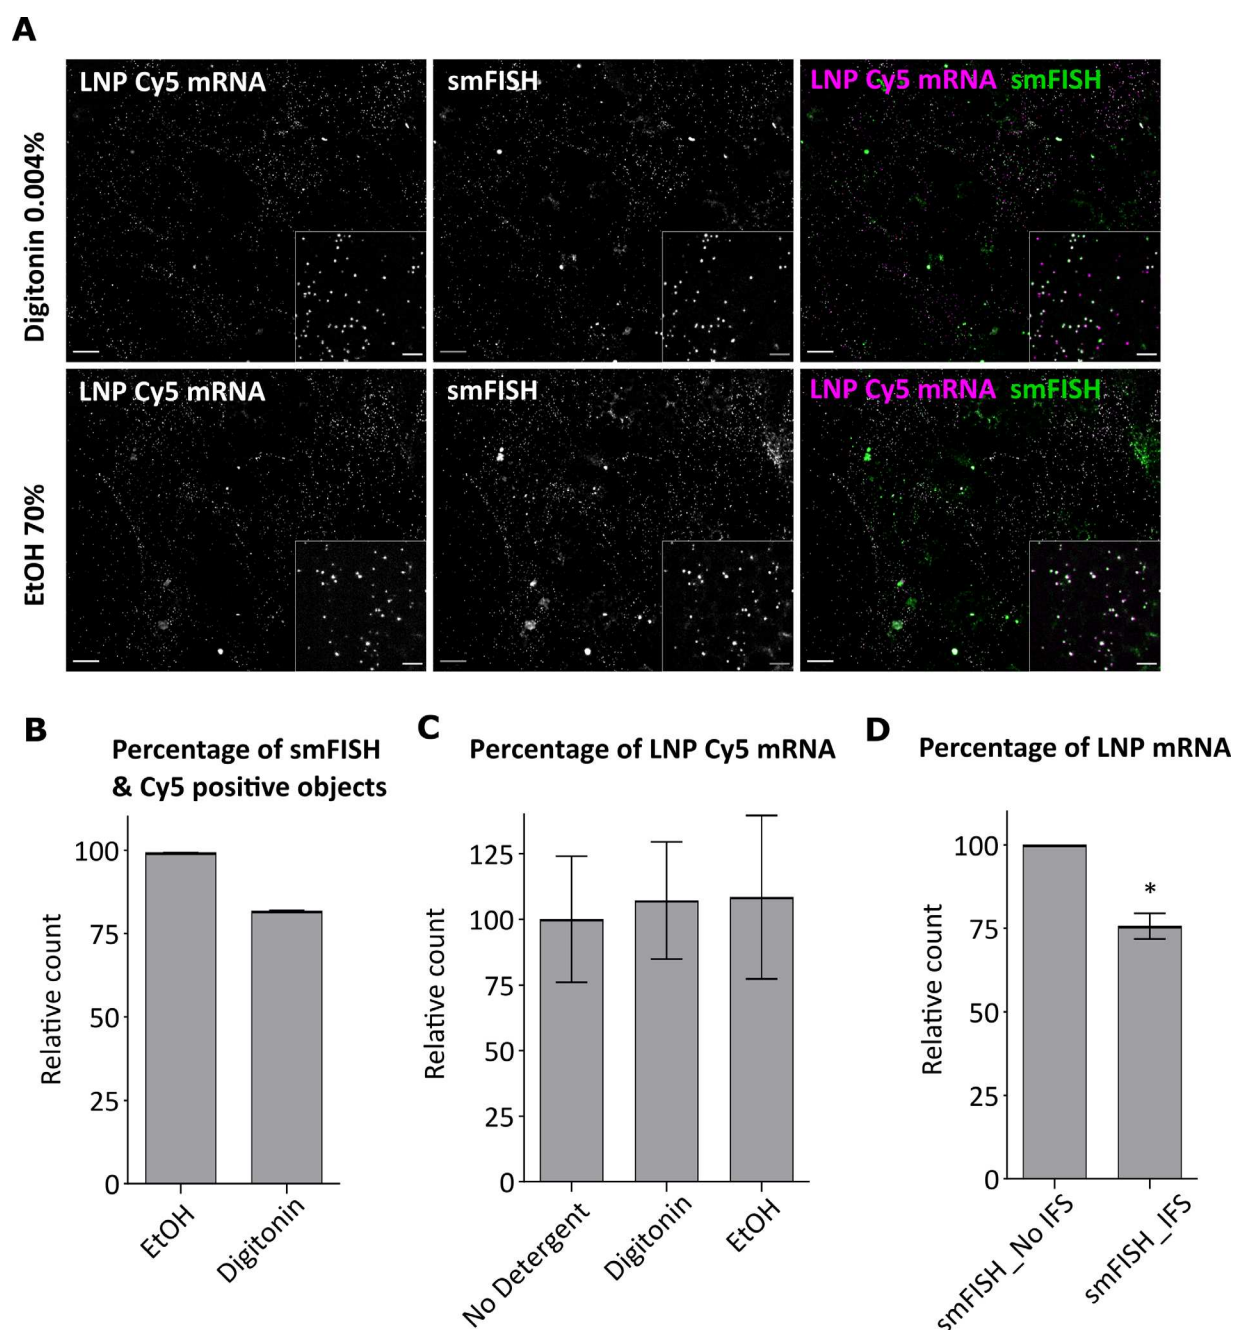 A
Digitonin 0.004%
LNP Cy5 mRNA
smFISH
LNP Cy5 mRNA smFISH
EtOH 70%
LNP Cy5 mRNA
smFISH
LNP Cy5 mRNA smFISH
B
Percentage of smFISH
& Cy5 positive objects
Relative count
100
75
50
25
0
EtOH
Digitonin
C
Percentage of LNP Cy5 mRNA
Relative count
125
100
75
50
25
0
No Detergent
Digitonin
EtOH
D
Percentage of LNP mRNA
Relative count
100
75
50
25
0
*
smFISH_No IFS
smFISH_IFS